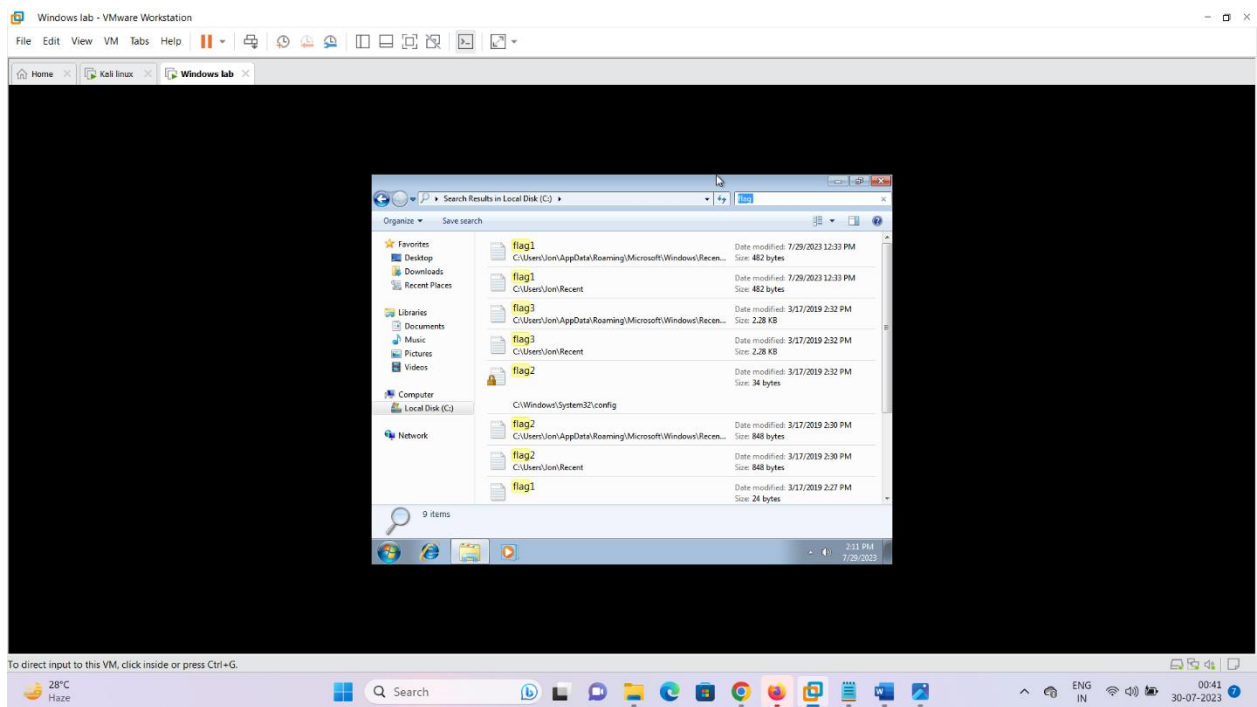 Windows lab - VMware Workstation
File Edit View VM Tabs Help
Home Kali linux Windows lab
Search Results in Local Disk (C:) flag
Organize Save search
Favorites
Desktop
Downloads
Recent Places
Libraries
Documents
Music
Pictures
Videos
Computer
Local Disk (C:)
Network
flag1 Date modified: 7/29/2023 12:33 PM
C:\Users\Jon\AppData\Roaming\Microsoft\Windows\Recen... Size: 482 bytes
flag1 Date modified: 7/29/2023 12:33 PM
C:\Users\Jon\Recent Size: 482 bytes
flag3 Date modified: 3/17/2019 2:32 PM
C:\Users\Jon\AppData\Roaming\Microsoft\Windows\Recen... Size: 2.28 KB
flag3 Date modified: 3/17/2019 2:32 PM
C:\Users\Jon\Recent Size: 2.28 KB
flag2 Date modified: 3/17/2019 2:32 PM
Size: 34 bytes
C:\Windows\System32\config
flag2 Date modified: 3/17/2019 2:30 PM
C:\Users\Jon\AppData\Roaming\Microsoft\Windows\Recen... Size: 848 bytes
flag2 Date modified: 3/17/2019 2:30 PM
C:\Users\Jon\Recent Size: 848 bytes
flag1 Date modified: 3/17/2019 2:27 PM
Size: 24 bytes
9 items
2:11 PM
7/29/2023
To direct input to this VM, click inside or press Ctrl+G.
28°C
Haze
Search
ENG
IN
00:41
30-07-2023